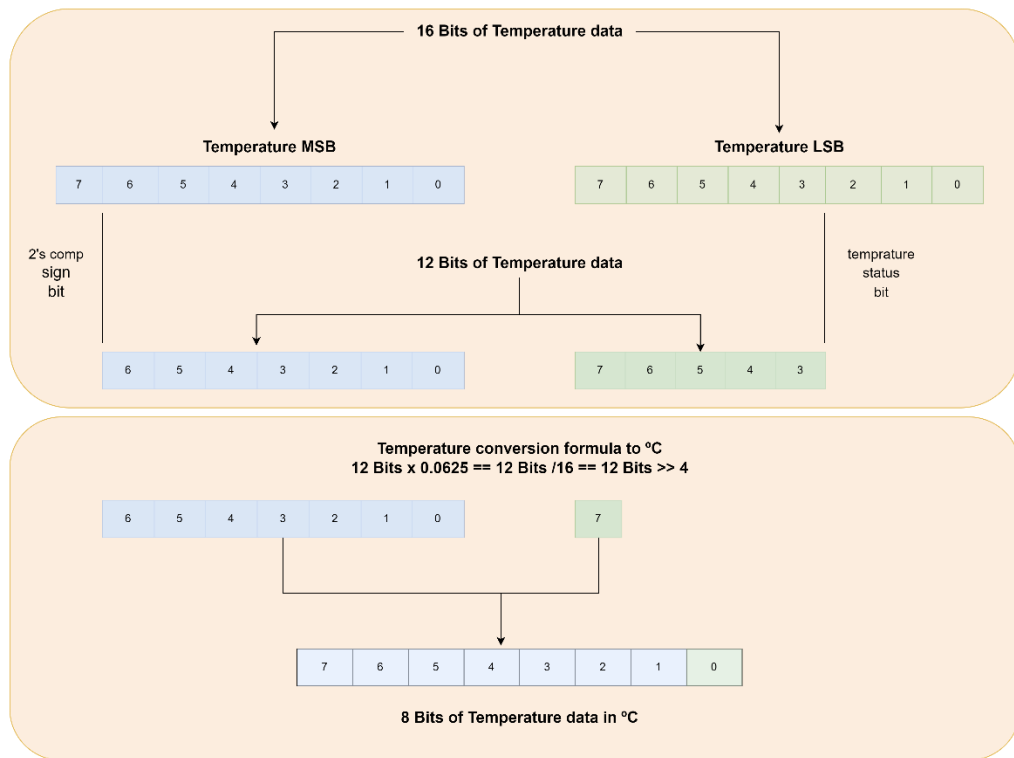 16 Bits of Temperature data
Temperature MSB
Temperature LSB
7 6 5 4 3 2 1 0
7 6 5 4 3 2 1 0
2's comp
sign
bit
12 Bits of Temperature data
temprature
status
bit
6 5 4 3 2 1 0
7 6 5 4 3
Temperature conversion formula to ºC
12 Bits x 0.0625 == 12 Bits /16 == 12 Bits >> 4
6 5 4 3 2 1 0
7
7 6 5 4 3 2 1 0
8 Bits of Temperature data in ºC